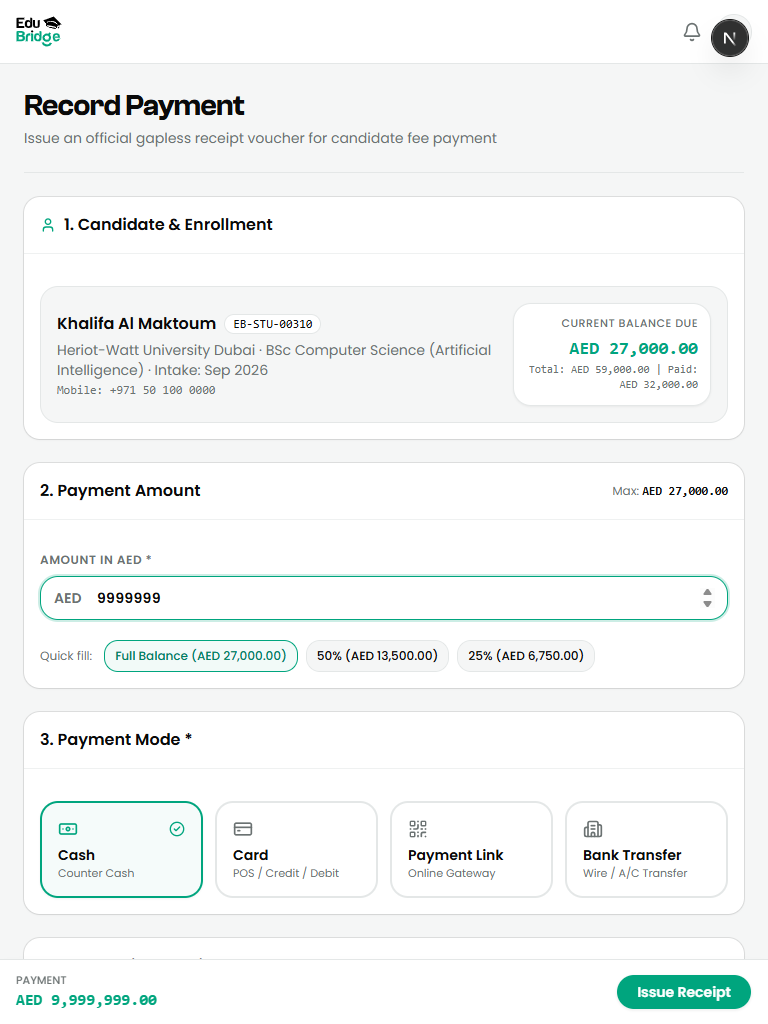 Edu
Bridge
N
Record Payment
Issue an official gapless receipt voucher for candidate fee payment
1. Candidate & Enrollment
Khalifa Al Maktoum EB-STU-00310
Heriot-Watt University Dubai · BSc Computer Science (Artificial
Intelligence) · Intake: Sep 2026
Mobile: +971 50 100 0000
CURRENT BALANCE DUE
AED 27,000.00
Total: AED 59,000.00 | Paid:
AED 32,000.00
2. Payment Amount
Max: AED 27,000.00
AMOUNT IN AED *
AED 9999999
Quick fill: Full Balance (AED 27,000.00) 50% (AED 13,500.00) 25% (AED 6,750.00)
3. Payment Mode *
Cash
Counter Cash
Card
POS / Credit / Debit
Payment Link
Online Gateway
Bank Transfer
Wire / A/C Transfer
PAYMENT
AED 9,999,999.00
Issue Receipt